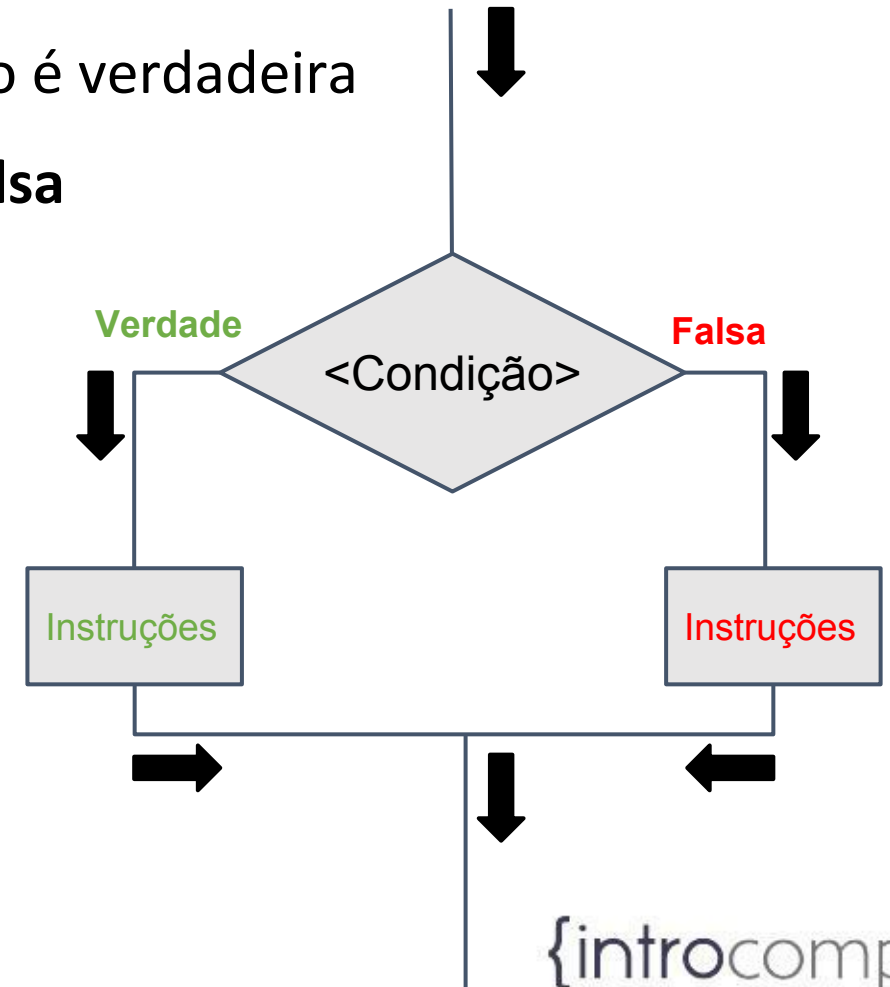 o é verdadeira
lsa
Verdade
Falsa
<Condição>
Instruções
Instruções
{introcomp